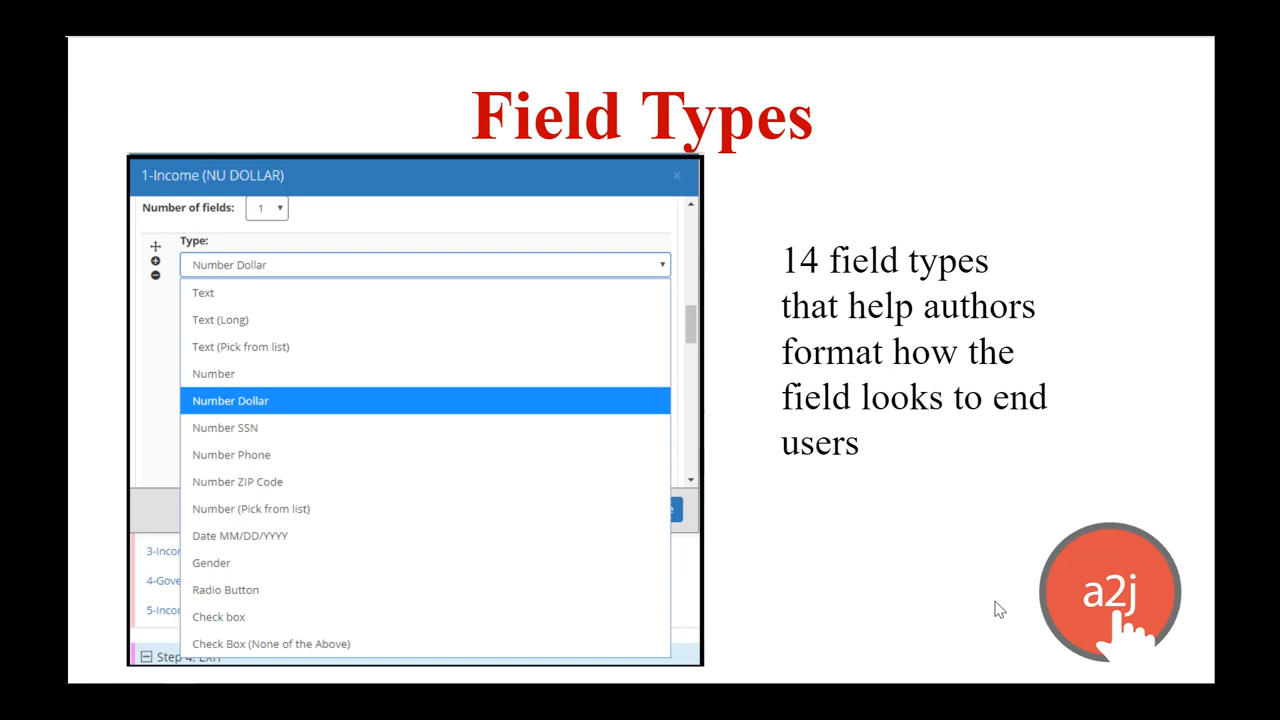 Field Types
1-Income (NU DOLLAR)
Number of fields: 1
Type:
Number Dollar
Text
Text (Long)
Text (Pick from list)
Number
Number Dollar
Number SSN
Number Phone
Number ZIP Code
Number (Pick from list)
Date MM/DD/YYYY
Gender
Radio Button
Check box
Check Box (None of the Above)
3-Incor
4-Gove
5-Incor
Step 4:
14 field types
that help authors
format how the
field looks to end
users
a2j